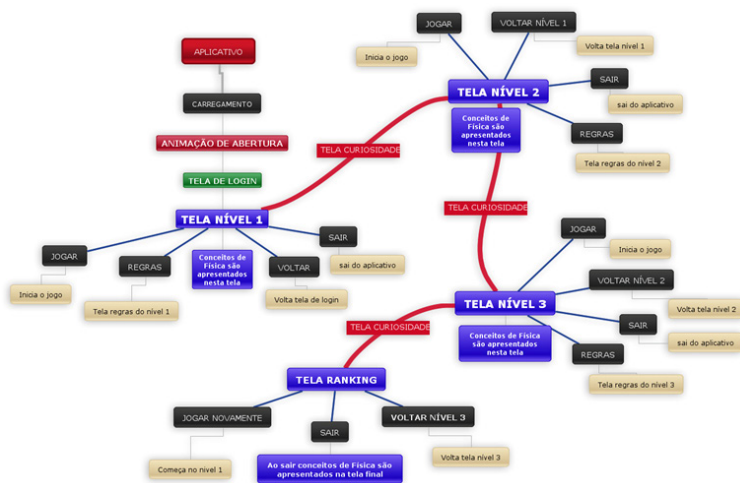 APLICATIVO
CARREGAMENTO
ANIMAÇÃO DE ABERTURA
TELA DE LOGIN
TELA NÍVEL 1
JOGAR
Inicia o jogo
REGRAS
Tela regras do nível 1
Conceitos de
Física são
apresentados
nesta tela
VOLTAR
Volta tela de login
SAIR
sai do aplicativo
TELA CURIOSIDADE
TELA NÍVEL 2
JOGAR
Inicia o jogo
VOLTAR NÍVEL 1
Volta tela nível 1
SAIR
sai do aplicativo
REGRAS
Tela regras do nível 2
Conceitos de
Física são
apresentados
nesta tela
TELA CURIOSIDADE
TELA NÍVEL 3
JOGAR
Inicia o jogo
VOLTAR NÍVEL 2
Volta tela nível 2
SAIR
sai do aplicativo
REGRAS
Tela regras do nível 3
Conceitos de Física
são apresentados
nesta tela
TELA CURIOSIDADE
TELA RANKING
JOGAR NOVAMENTE
Começa no nivel 1
SAIR
Ao sair conceitos de Física são
apresentados na tela final
VOLTAR NÍVEL 3
Volta tela nível 3